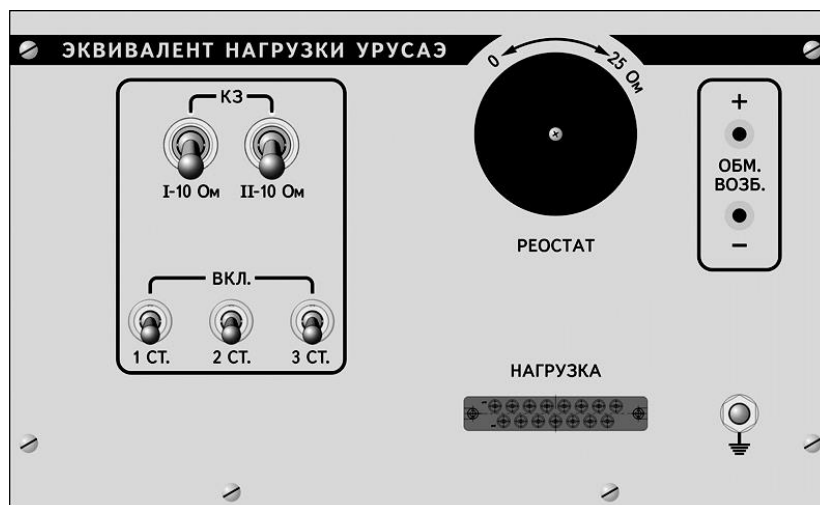 ЭКВИВАЛЕНТ НАГРУЗКИ УРУСАЭ
0 25 Ом
КЗ
I-10 Ом II-10 Ом
+
ОБМ.
ВОЗБ.
−
РЕОСТАТ
ВКЛ.
1 СТ. 2 СТ. 3 СТ.
НАГРУЗКА